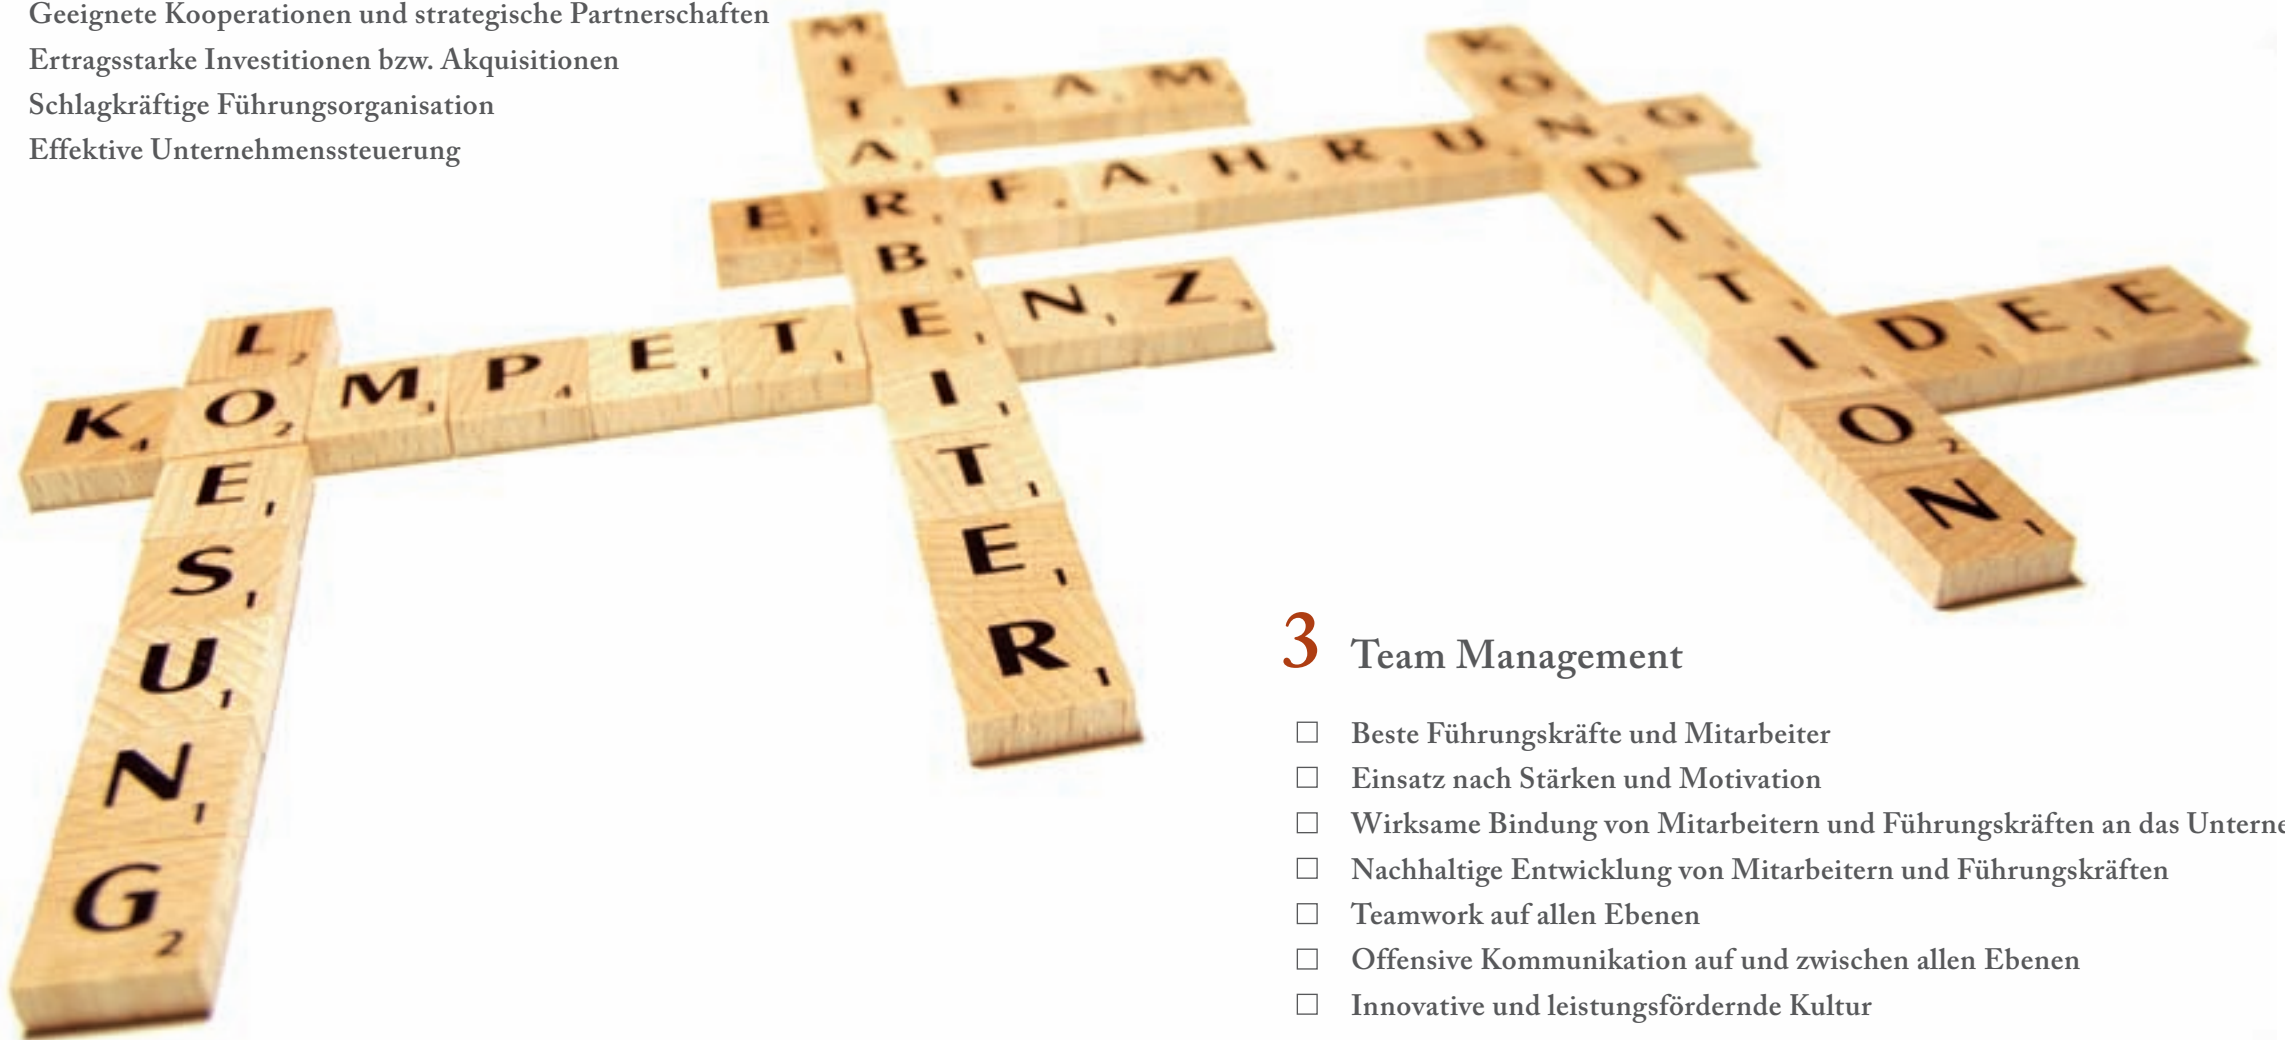 Geeignete Kooperationen und strategische Partnerschaften
Ertragsstarke Investitionen bzw. Akquisitionen
Schlagkräftige Führungsorganisation
Effektive Unternehmenssteuerung
MITARBEITER
TEAM
KONDITION
ERFAHRUNG
KOMPETENZ
LOESUNG
IDEE
3 Team Management
Beste Führungskräfte und Mitarbeiter
Einsatz nach Stärken und Motivation
Wirksame Bindung von Mitarbeitern und Führungskräften an das Unterne
Nachhaltige Entwicklung von Mitarbeitern und Führungskräften
Teamwork auf allen Ebenen
Offensive Kommunikation auf und zwischen allen Ebenen
Innovative und leistungsfördernde Kultur